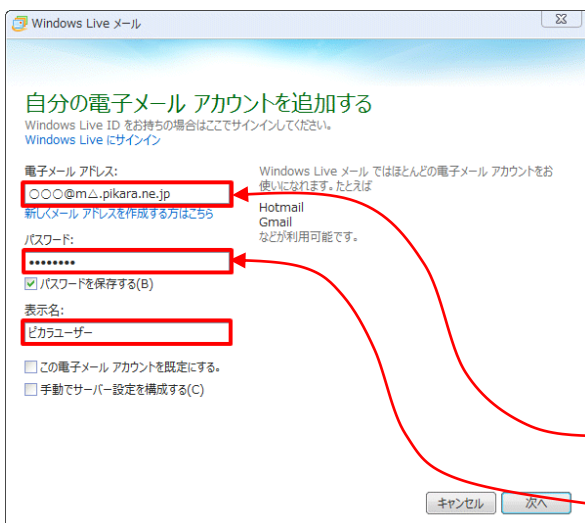 Windows Live メール
自分の電子メール アカウントを追加する
Windows Live ID をお持ちの場合はここでサインインしてください。
Windows Live にサインイン
電子メール アドレス:
○○○@m△.pikara.ne.jp
新しくメール アドレスを作成する方はこちら
パスワード:
••••••••
パスワードを保存する(B)
表示名:
ピカラユーザー
この電子メール アカウントを既定にする。
手動でサーバー設定を構成する(C)
Windows Live メール ではほとんどの電子メール アカウントをお
使いになれます。たとえば
Hotmail
Gmail
などが利用可能です。
キャンセル
次へ